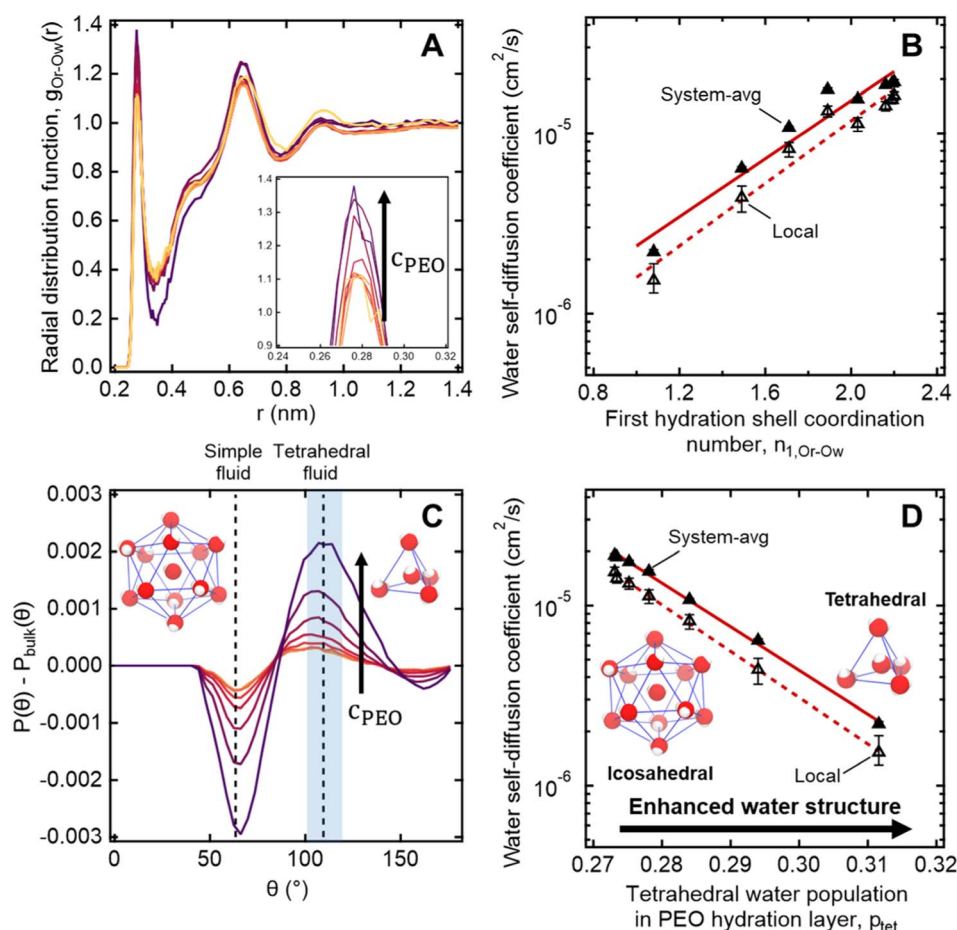 A
Radial distribution function, gOr-Ow(r)
1.4
1.2
1.0
0.8
0.6
0.4
0.2
0.0
0.2 0.4 0.6 0.8 1.0 1.2 1.4
r (nm)
1.4
1.3
1.2
1.1
1.0
0.9
0.24 0.26 0.28 0.30 0.32
cPEO
B
Water self-diffusion coefficient (cm²/s)
10⁻⁵
10⁻⁶
System-avg
Local
0.8 1.2 1.6 2.0 2.4
First hydration shell coordination
number, n1,Or-Ow
Simple
fluid
Tetrahedral
fluid
C
P(θ) - Pbulk(θ)
0.003
0.002
0.001
0.000
-0.001
-0.002
-0.003
cPEO
0 50 100 150
θ (°)
D
Water self-diffusion coefficient (cm²/s)
10⁻⁵
10⁻⁶
System-avg
Tetrahedral
Icosahedral
Local
Enhanced water structure
0.27 0.28 0.29 0.30 0.31 0.32
Tetrahedral water population
in PEO hydration layer, ptet